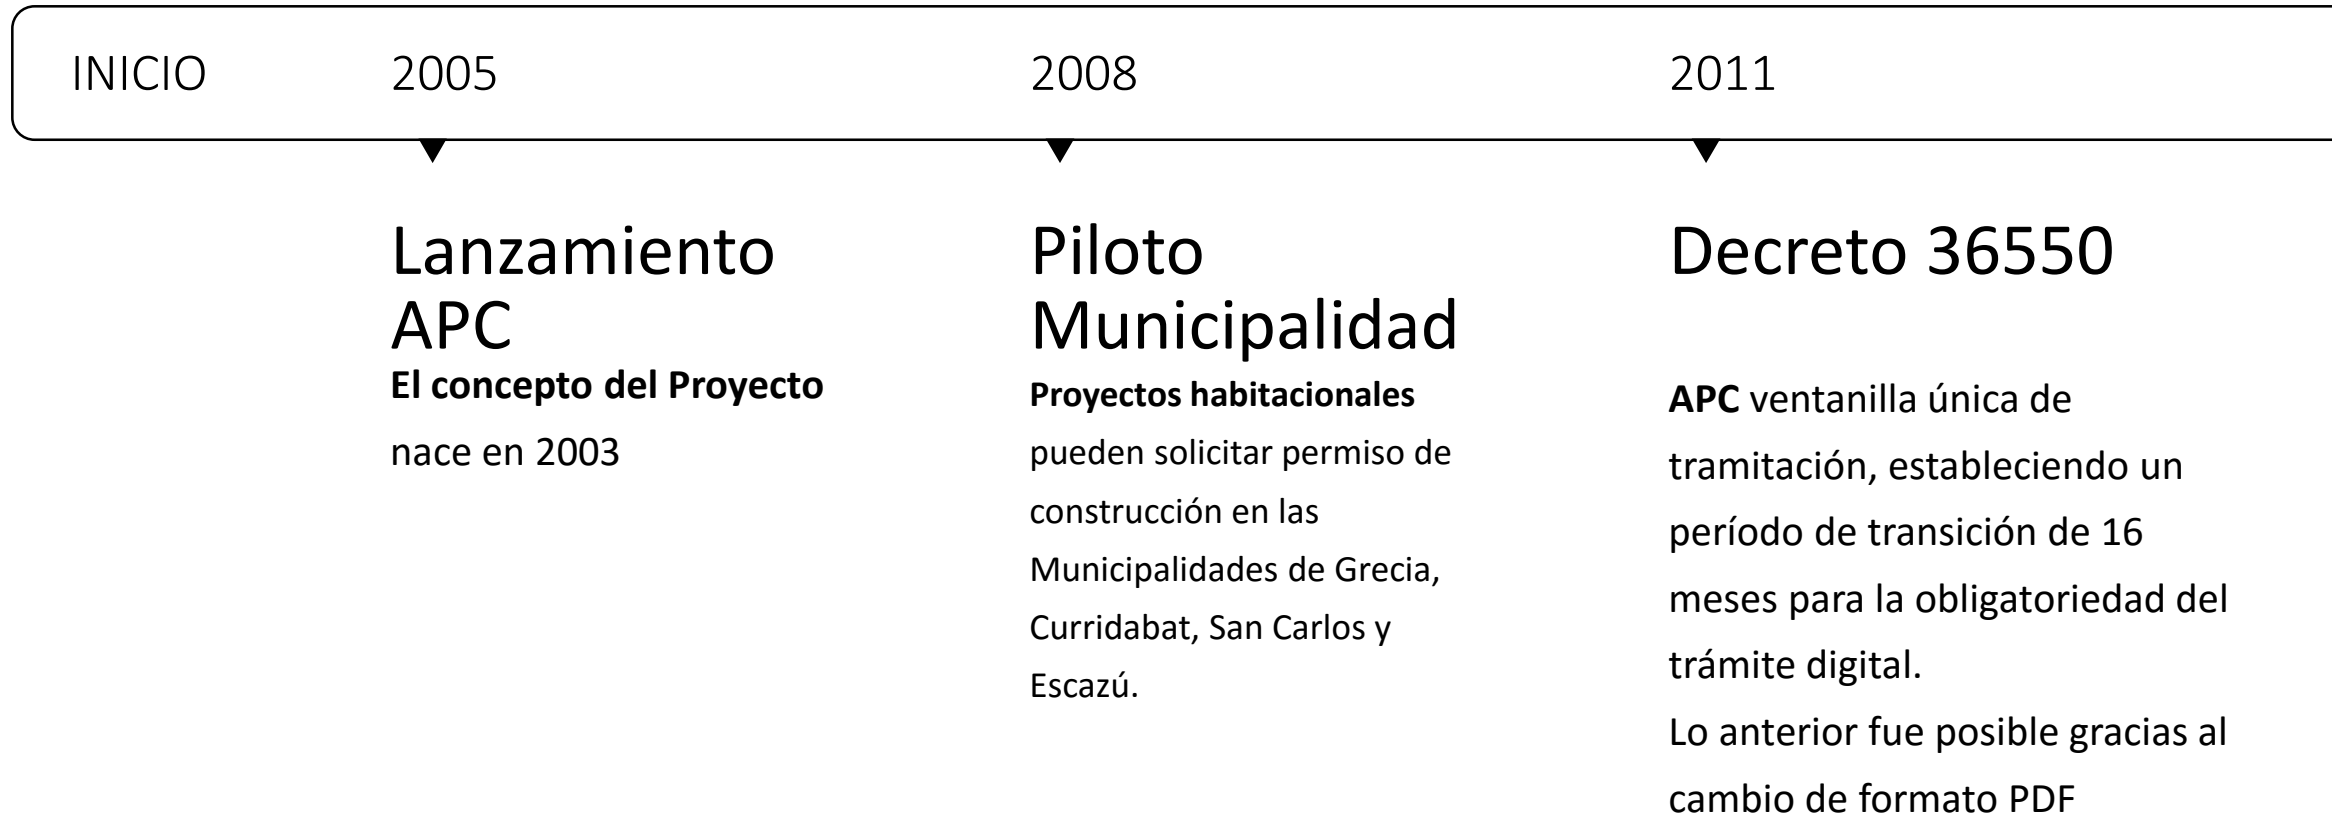 INICIO 2005 2008 2011
Lanzamiento
APC
El concepto del Proyecto
nace en 2003
Piloto
Municipalidad
Proyectos habitacionales
pueden solicitar permiso de
construcción en las
Municipalidades de Grecia,
Curridabat, San Carlos y
Escazú.
Decreto 36550
APC ventanilla única de
tramitación, estableciendo un
período de transición de 16
meses para la obligatoriedad del
trámite digital.
Lo anterior fue posible gracias al
cambio de formato PDF